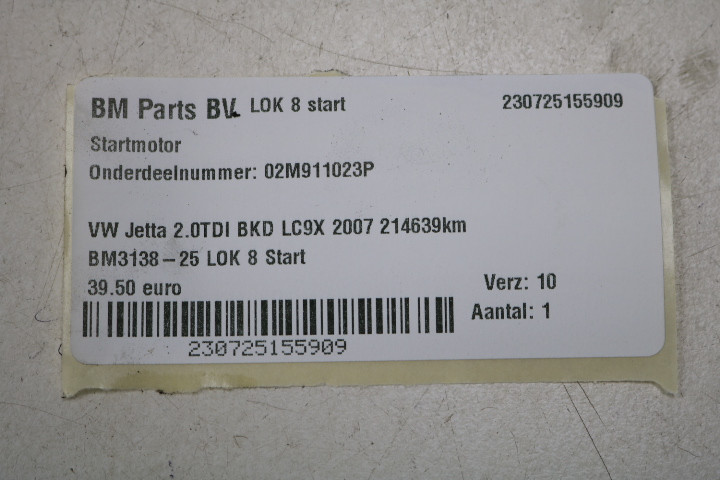 BM Parts BV. LOK 8 start 230725155909
Startmotor
Onderdeelnummer: 02M911023P
VW Jetta 2.0TDI BKD LC9X 2007 214639km
BM3138-25 LOK 8 Start
39.50 euro Verz: 10
Aantal: 1
230725155909